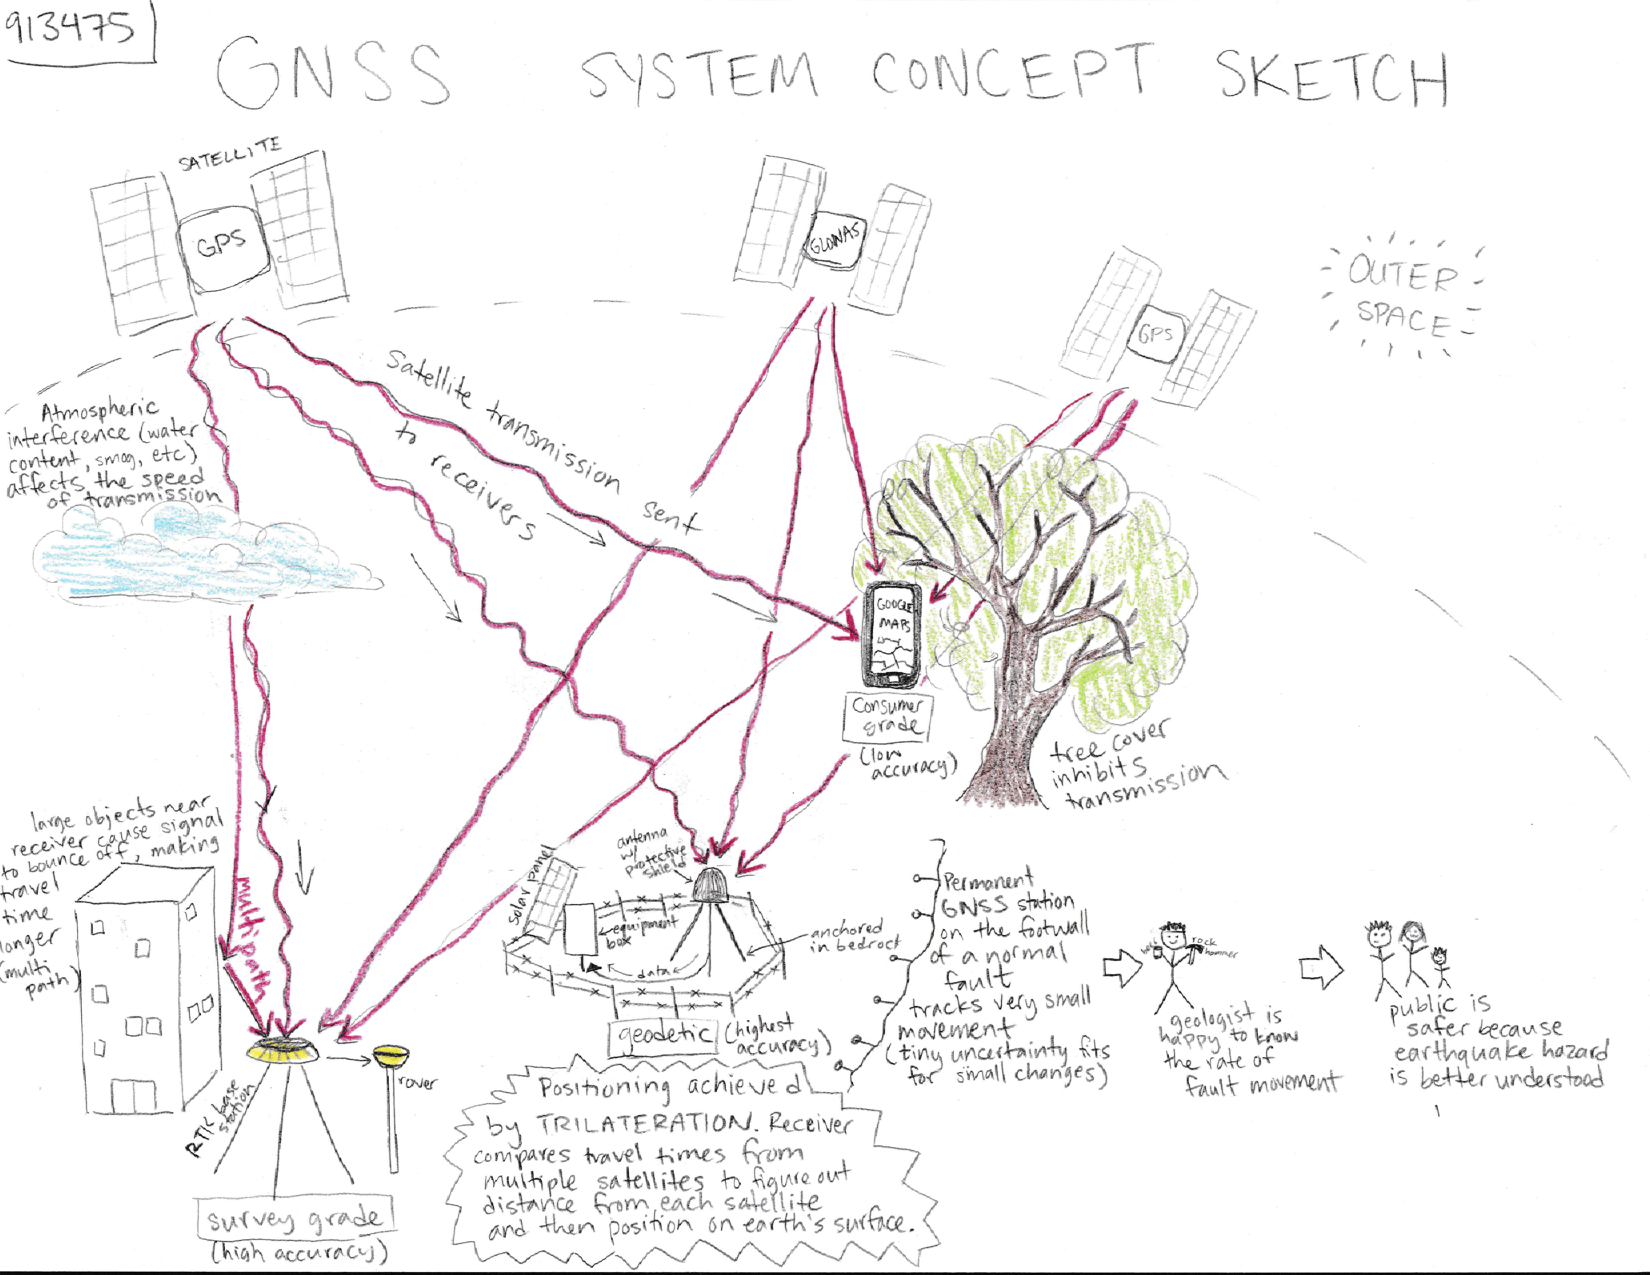 913475
GNSS SYSTEM CONCEPT SKETCH
SATELLITE
GPS
GLONAS
GPS
OUTER
SPACE
Satellite transmission sent
to receivers
Atmospheric
interference (water
content, smog, etc)
affects the speed
of transmission
GOOGLE
MAPS
Consumer
grade
(low
accuracy)
tree cover
inhibits
transmission
large objects near
receiver cause signal
to bounce off, making
travel
time
longer
(multi
path)
multipath
RTK base
station
rover
survey grade
(high accuracy)
solar panel
antenna
w/
protective
shield
equipment
box
data
anchored
in bedrock
geodetic (highest
accuracy)
Positioning achieved
by TRILATERATION. Receiver
compares travel times from
multiple satellites to figure out
distance from each satellite
and then position on earth's surface.
Permanent
GNSS station
on the footwall
of a normal
fault
tracks very small
movement
(tiny uncertainty fits
for small changes)
rock
hammer
geologist is
happy to know
the rate of
fault movement
public is
safer because
earthquake hazard
is better understood